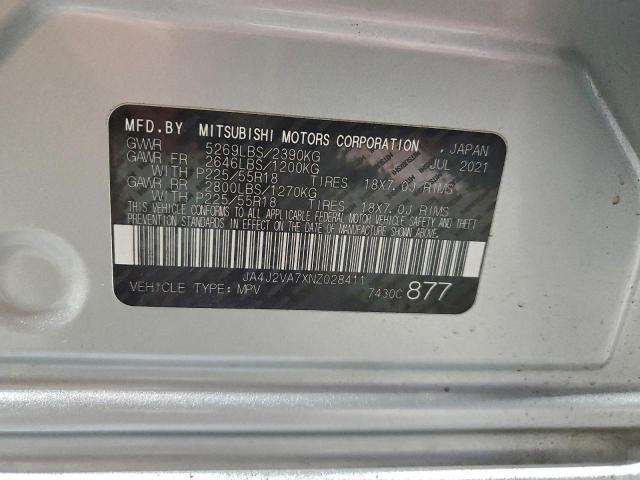 MFD.BY MITSUBISHI MOTORS CORPORATION , JAPAN
GVWR 5269LBS/2390KG JUL 2021
GAWR FR 2646LBS/1200KG
WITH P225/55R18 TIRES 18X7.0J RIMS
GAWR RR 2800LBS/1270KG
WITH P225/55R18 TIRES 18X7.0J RIMS
THIS VEHICLE CONFORMS TO ALL APPLICABLE FEDERAL MOTOR VEHICLE SAFETY AND THEFT
PREVENTION STANDARDS IN EFFECT ON THE DATE OF MANUFACTURE SHOWN ABOVE.
JA4J2VA7XNZ028411
VEHICLE TYPE: MPV 7430C 877